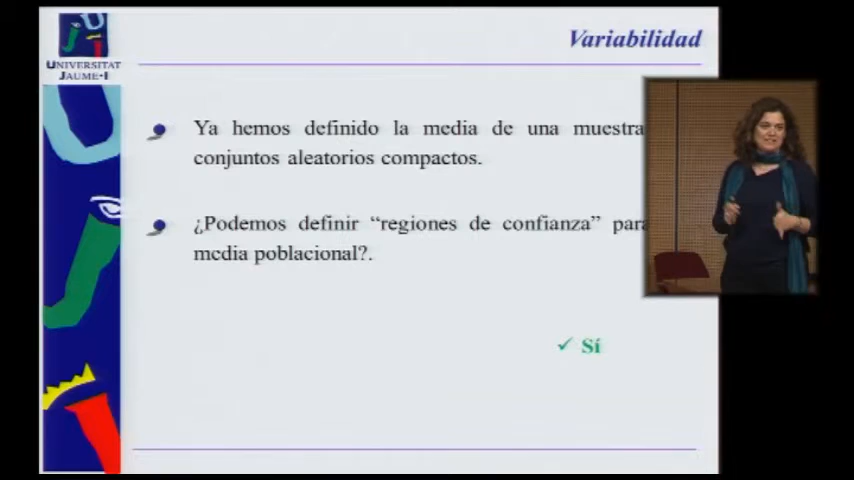 Variabilidad
UNIVERSITAT
JAUME·I
Ya hemos definido la media de una muestra
conjuntos aleatorios compactos.
¿Podemos definir “regiones de confianza” para
media poblacional?.
✓ Sí